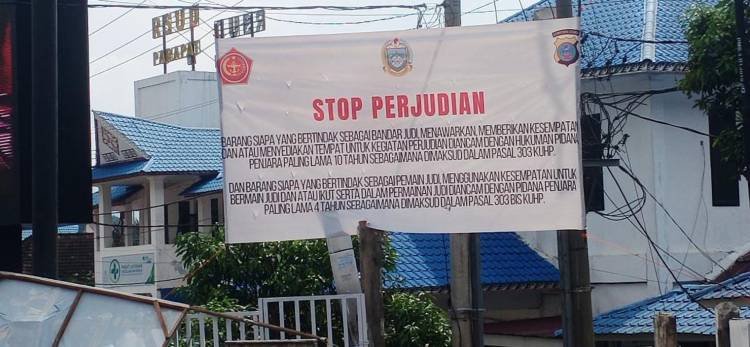 STOP PERJUDIAN
BARANG SIAPA YANG BERTINDAK SEBAGAI BANDAR JUDI, MENAWARKAN, MEMBERIKAN KESEMPATAN
DAN ATAU MENYEDIAKAN TEMPAT UNTUK KEGIATAN PERJUDIAN DIANCAM DENGAN HUKUMAN PIDANA
PENJARA PALING LAMA 10 TAHUN SEBAGAIMANA DIMAKSUD DALAM PASAL 303 KUHP.
DAN BARANG SIAPA YANG BERTINDAK SEBAGAI PEMAIN JUDI, MENGGUNAKAN KESEMPATAN UNTUK
BERMAIN JUDI DAN ATAU IKUT SERTA DALAM PERMAINAN JUDI DIANCAM DENGAN PIDANA PENJARA
PALING LAMA 4 TAHUN SEBAGAIMANA DIMAKSUD DALAM PASAL 303 BIS KUHP.